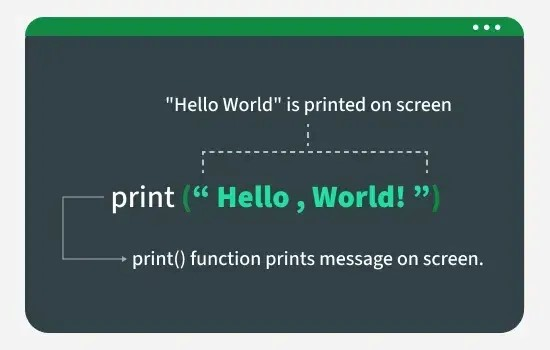 "Hello World" is printed on screen
print (“ Hello , World! ”)
print() function prints message on screen.